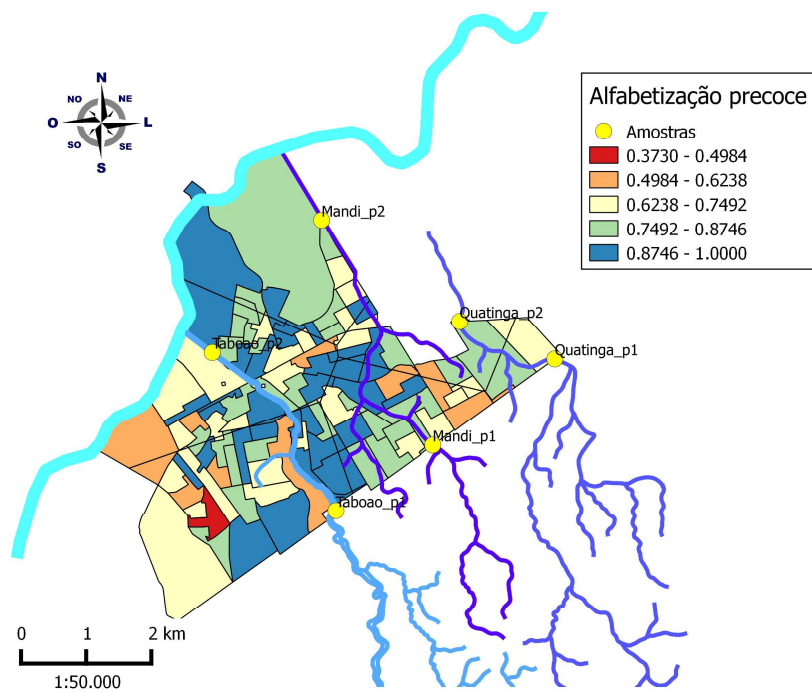 N
NO NE
O L
SO SE
S
Alfabetização precoce
Amostras
0.3730 - 0.4984
0.4984 - 0.6238
0.6238 - 0.7492
0.7492 - 0.8746
0.8746 - 1.0000
Mandi_p2
Quatinga_p2
Taboao_p2
Quatinga_p1
Mandi_p1
Taboao_p1
0 1 2 km
1:50.000